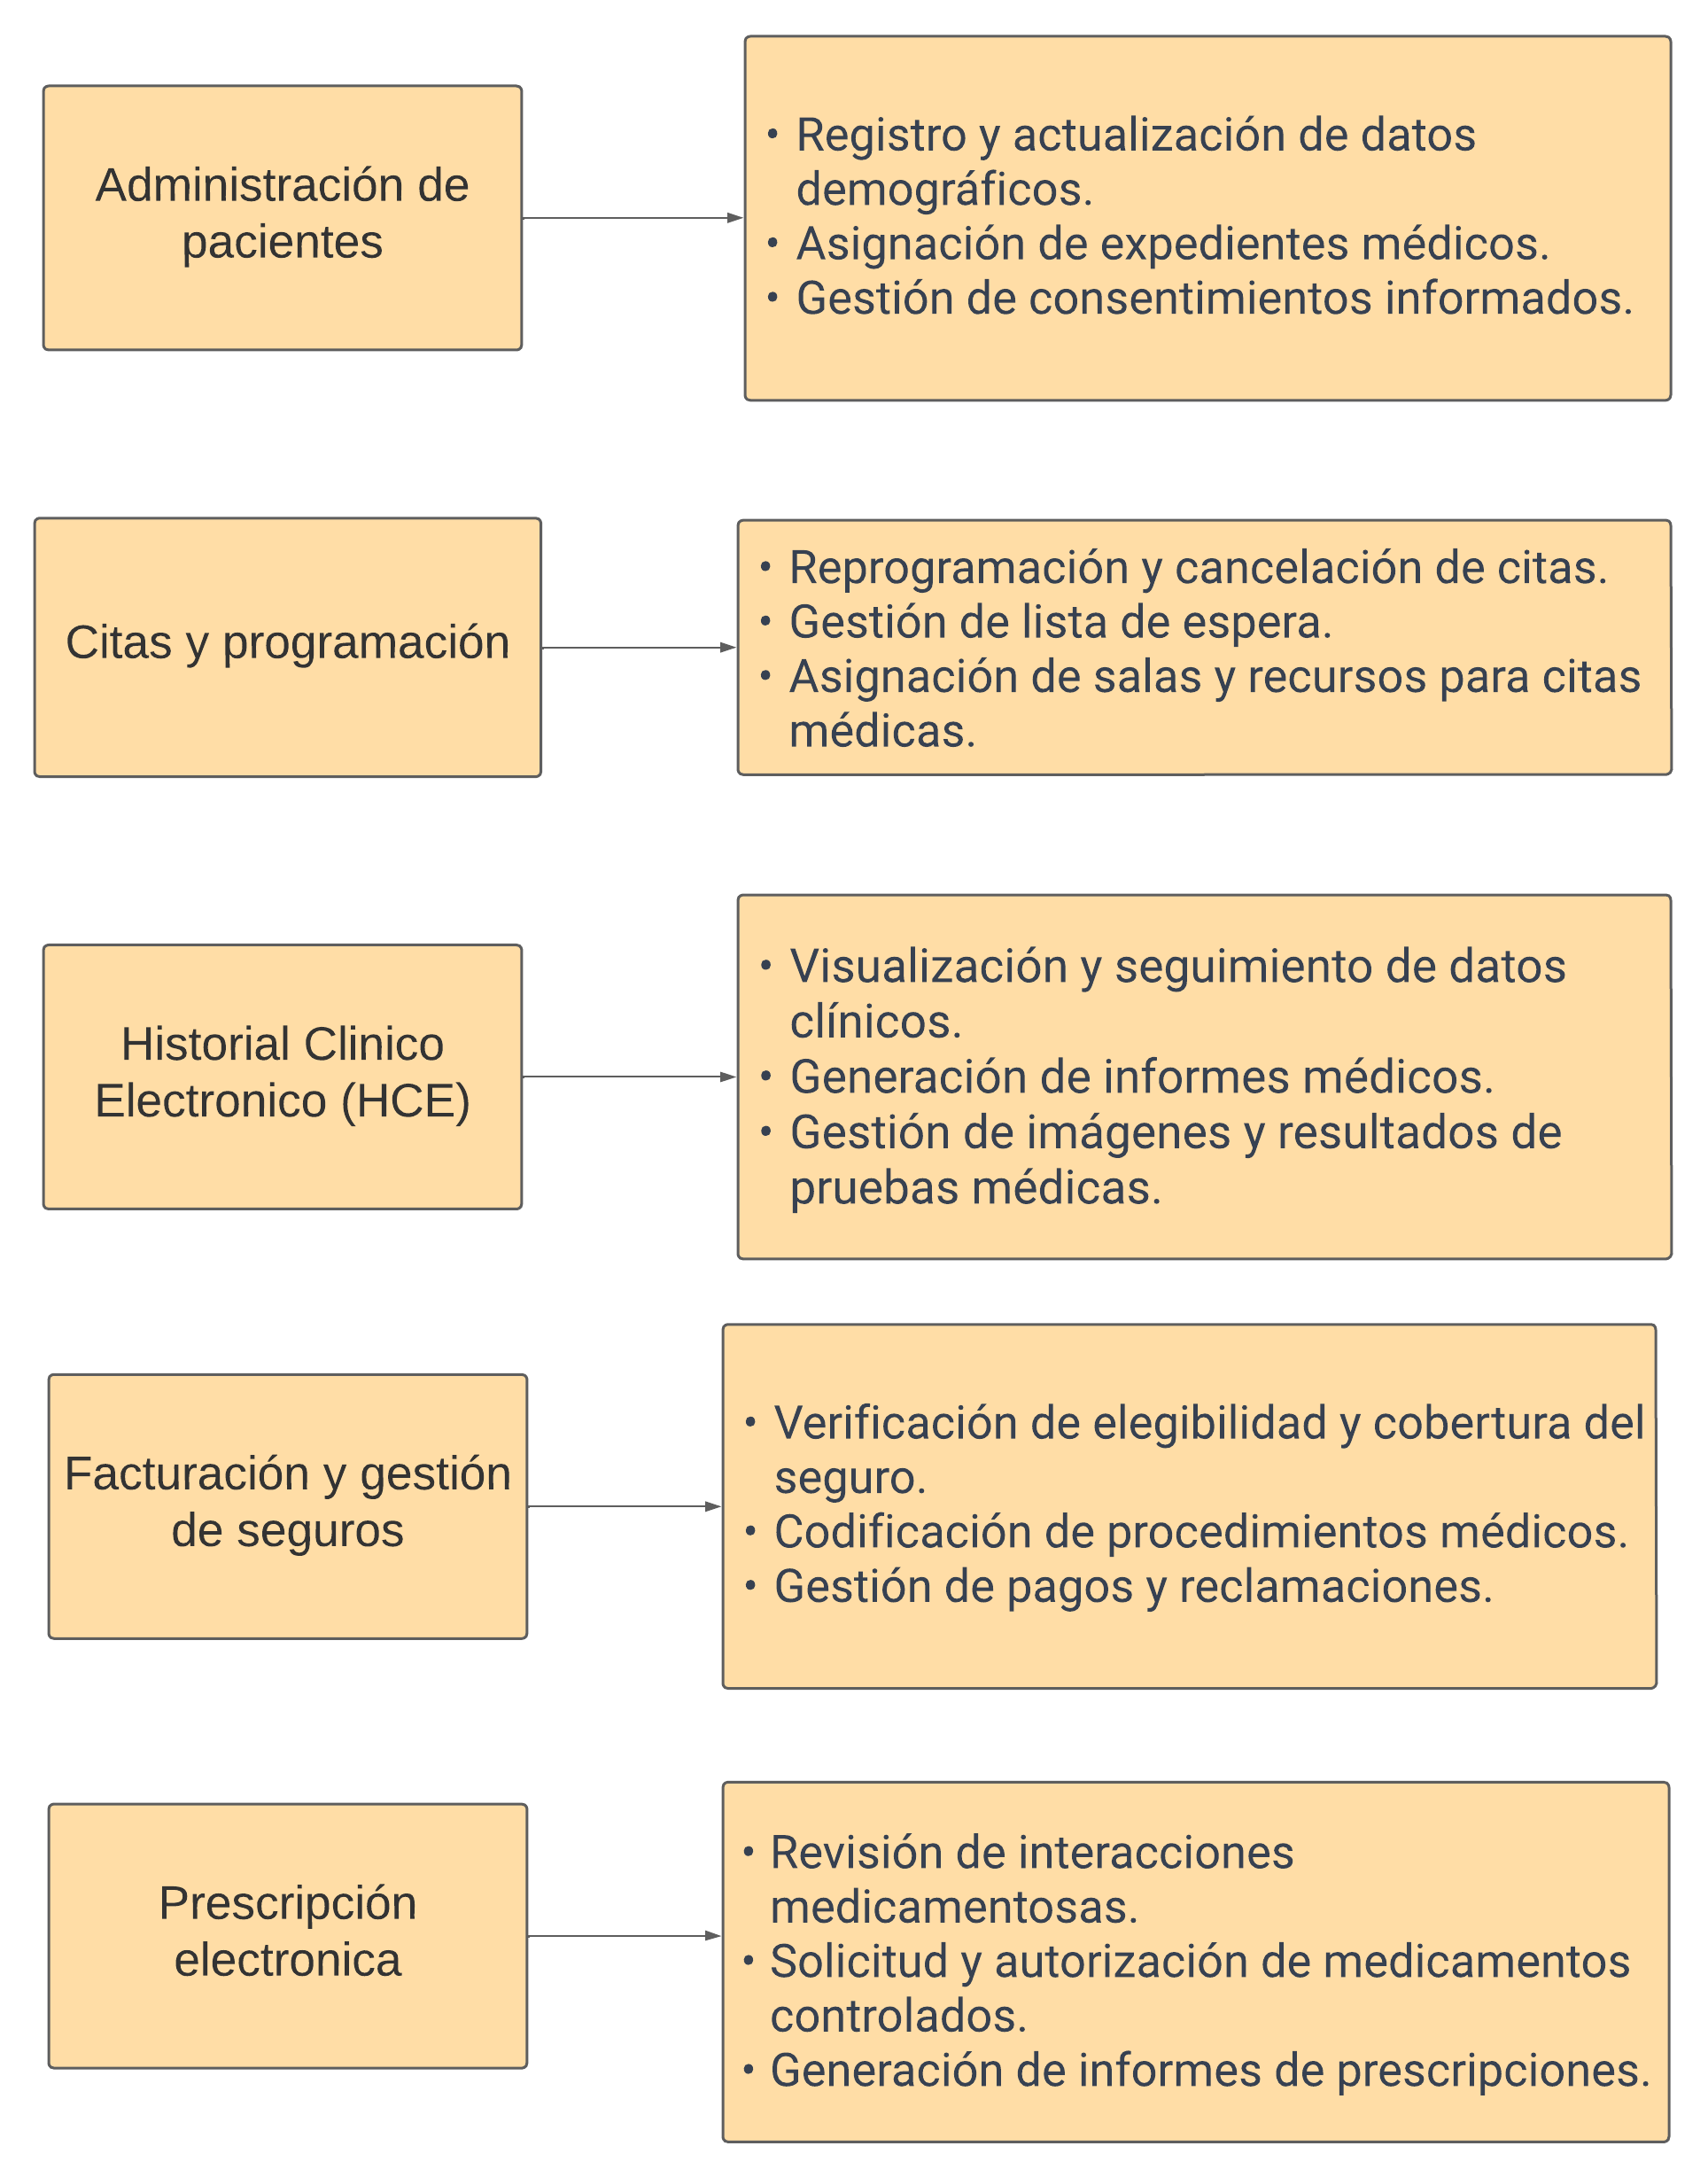 Administración de
pacientes
• Registro y actualización de datos
demográficos.
• Asignación de expedientes médicos.
• Gestión de consentimientos informados.
Citas y programación
• Reprogramación y cancelación de citas.
• Gestión de lista de espera.
• Asignación de salas y recursos para citas
médicas.
Historial Clinico
Electronico (HCE)
• Visualización y seguimiento de datos
clínicos.
• Generación de informes médicos.
• Gestión de imágenes y resultados de
pruebas médicas.
Facturación y gestión
de seguros
• Verificación de elegibilidad y cobertura del
seguro.
• Codificación de procedimientos médicos.
• Gestión de pagos y reclamaciones.
Prescripción
electronica
• Revisión de interacciones
medicamentosas.
• Solicitud y autorización de medicamentos
controlados.
• Generación de informes de prescripciones.